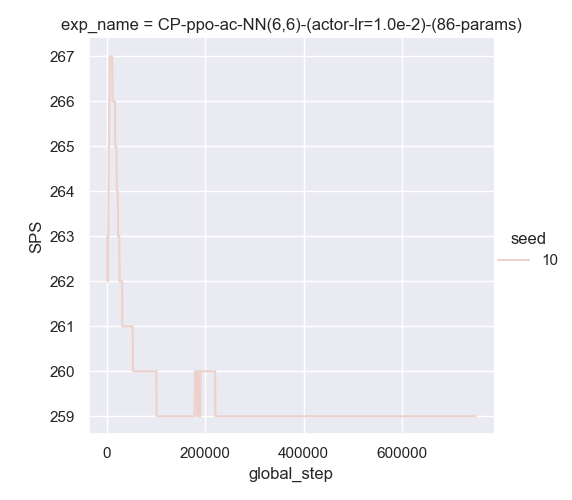 exp_name = CP-ppo-ac-NN(6,6)-(actor-lr=1.0e-2)-(86-params)
267
266
265
264
263
262
261
260
259
SPS
0 200000 400000 600000
global_step
seed
10